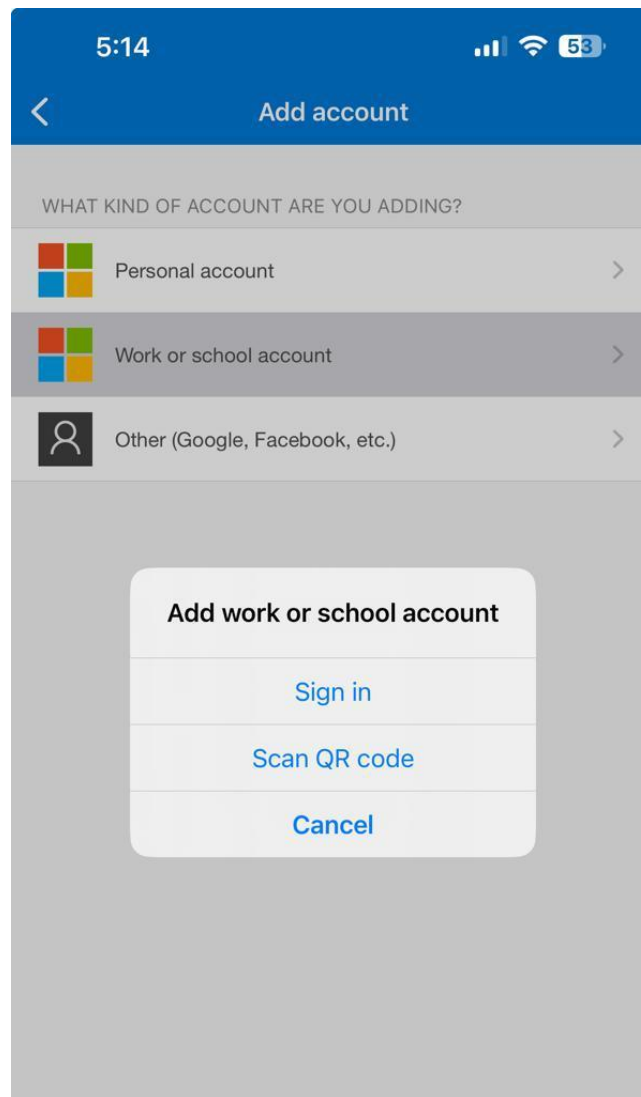 5:14
53
Add account
WHAT KIND OF ACCOUNT ARE YOU ADDING?
Personal account
Work or school account
Other (Google, Facebook, etc.)
Add work or school account
Sign in
Scan QR code
Cancel